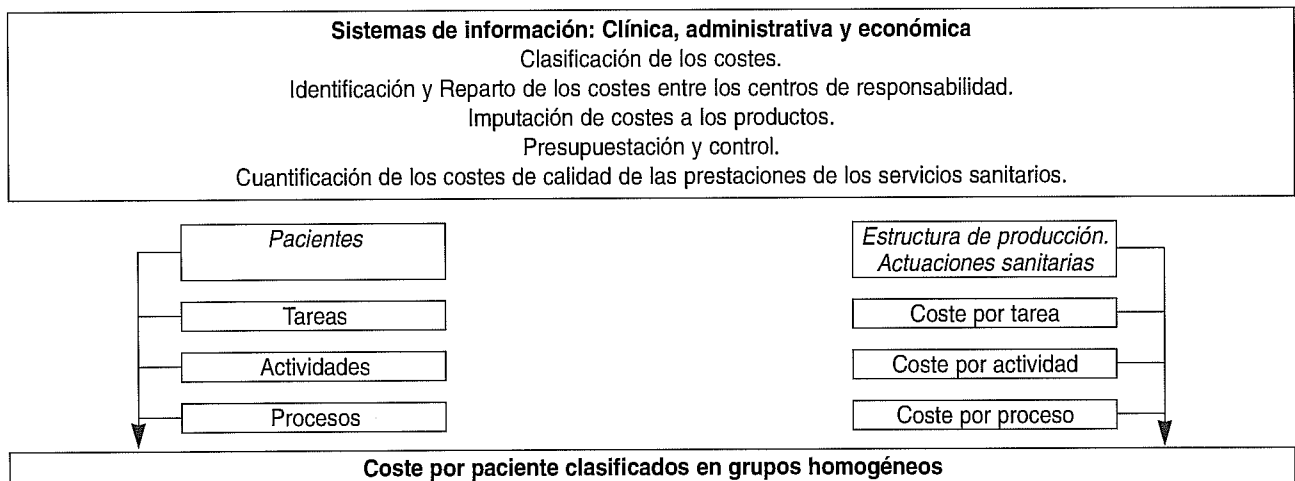 Sistemas de información: Clínica, administrativa y económica
Clasificación de los costes.
Identificación y Reparto de los costes entre los centros de responsabilidad.
Imputación de costes a los productos.
Presupuestación y control.
Cuantificación de los costes de calidad de las prestaciones de los servicios sanitarios.
Pacientes
Tareas
Actividades
Procesos
Estructura de producción.
Actuaciones sanitarias
Coste por tarea
Coste por actividad
Coste por proceso
Coste por paciente clasificados en grupos homogéneos